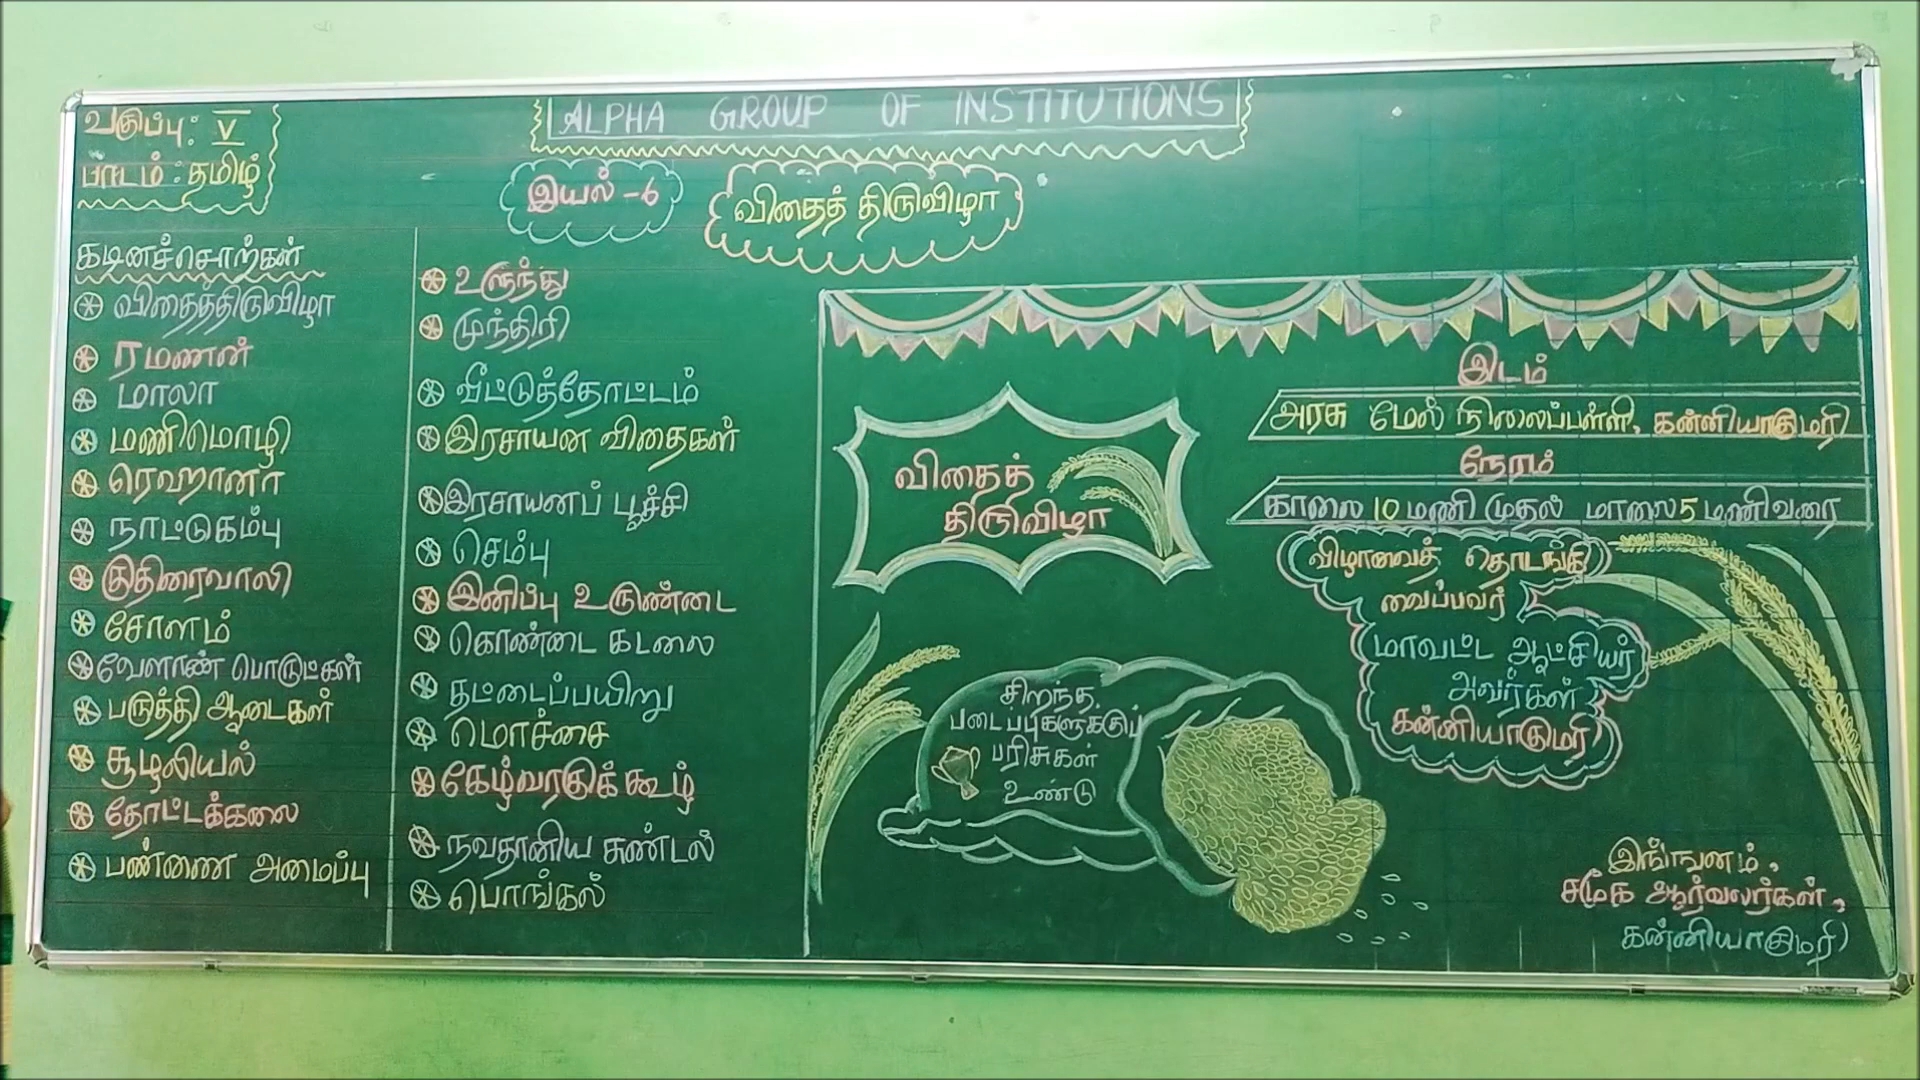 ALPHA GROUP OF INSTITUTIONS
வகுப்பு: V
பாடம்: தமிழ்
இயல் -6
விதைத் திருவிழா
கடினச்சொற்கள்
விதைத்திருவிழா
ரமணன்
மாலா
மணிமொழி
ரெஹானா
நாட்டுகம்பு
குதிரைவாலி
சோளம்
வேளாண் பொருட்கள்
பருத்தி ஆடைகள்
சூழலியல்
தோட்டக்கலை
பண்ணை அமைப்பு
உளுந்து
முந்திரி
வீட்டுத்தோட்டம்
இரசாயன விதைகள்
இரசாயனப் பூச்சி
செம்பு
இனிப்பு உருண்டை
கொண்டை கடலை
தட்டைப்பயிறு
மொச்சை
கேழ்வரகுக் கூழ்
நவதானிய சுண்டல்
பொங்கல்
விதைத்
திருவிழா
இடம்
அரசு மேல் நிலைப்பள்ளி, கன்னியாகுமரி
நேரம்
காலை 10 மணி முதல் மாலை 5 மணிவரை
விழாவைத் தொடங்கி
வைப்பவர்
மாவட்ட ஆட்சியர்
அவர்கள்
கன்னியாகுமரி
சிறந்த
படைப்புகளுக்குப்
பரிசுகள்
உண்டு
இங்ஙனம்,
சமூக ஆர்வலர்கள்,
கன்னியாகுமரி